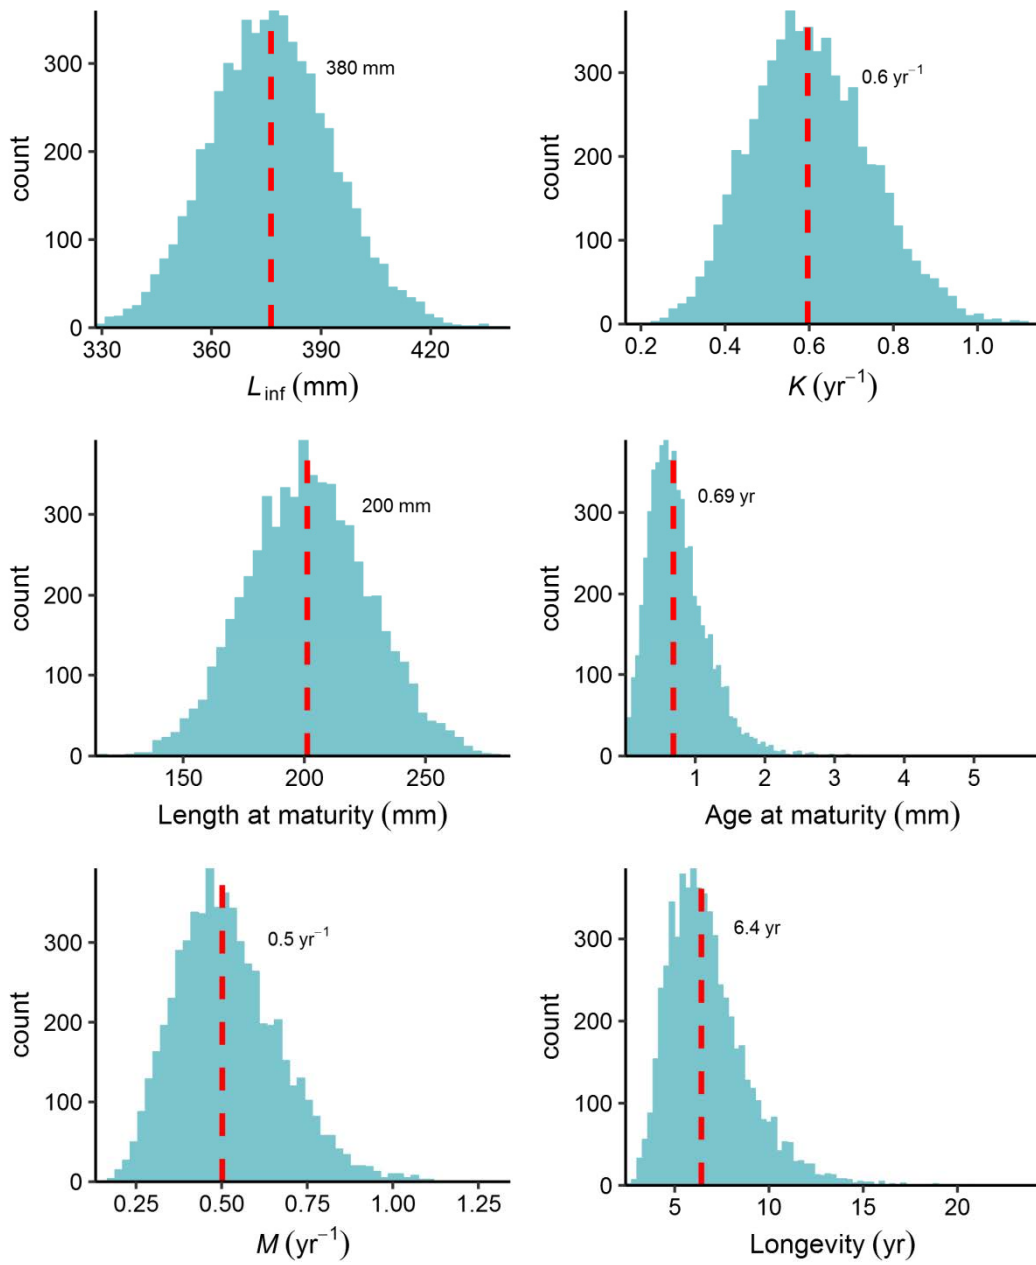 count
300
200
100
0
380 mm
330 360 390 420
L_inf (mm)
count
300
200
100
0
0.6 yr⁻¹
0.2 0.4 0.6 0.8 1.0
K (yr⁻¹)
count
300
200
100
0
200 mm
150 200 250
Length at maturity (mm)
count
300
200
100
0
0.69 yr
1 2 3 4 5
Age at maturity (mm)
count
300
200
100
0
0.5 yr⁻¹
0.25 0.50 0.75 1.00 1.25
M (yr⁻¹)
count
300
200
100
0
6.4 yr
5 10 15 20
Longevity (yr)